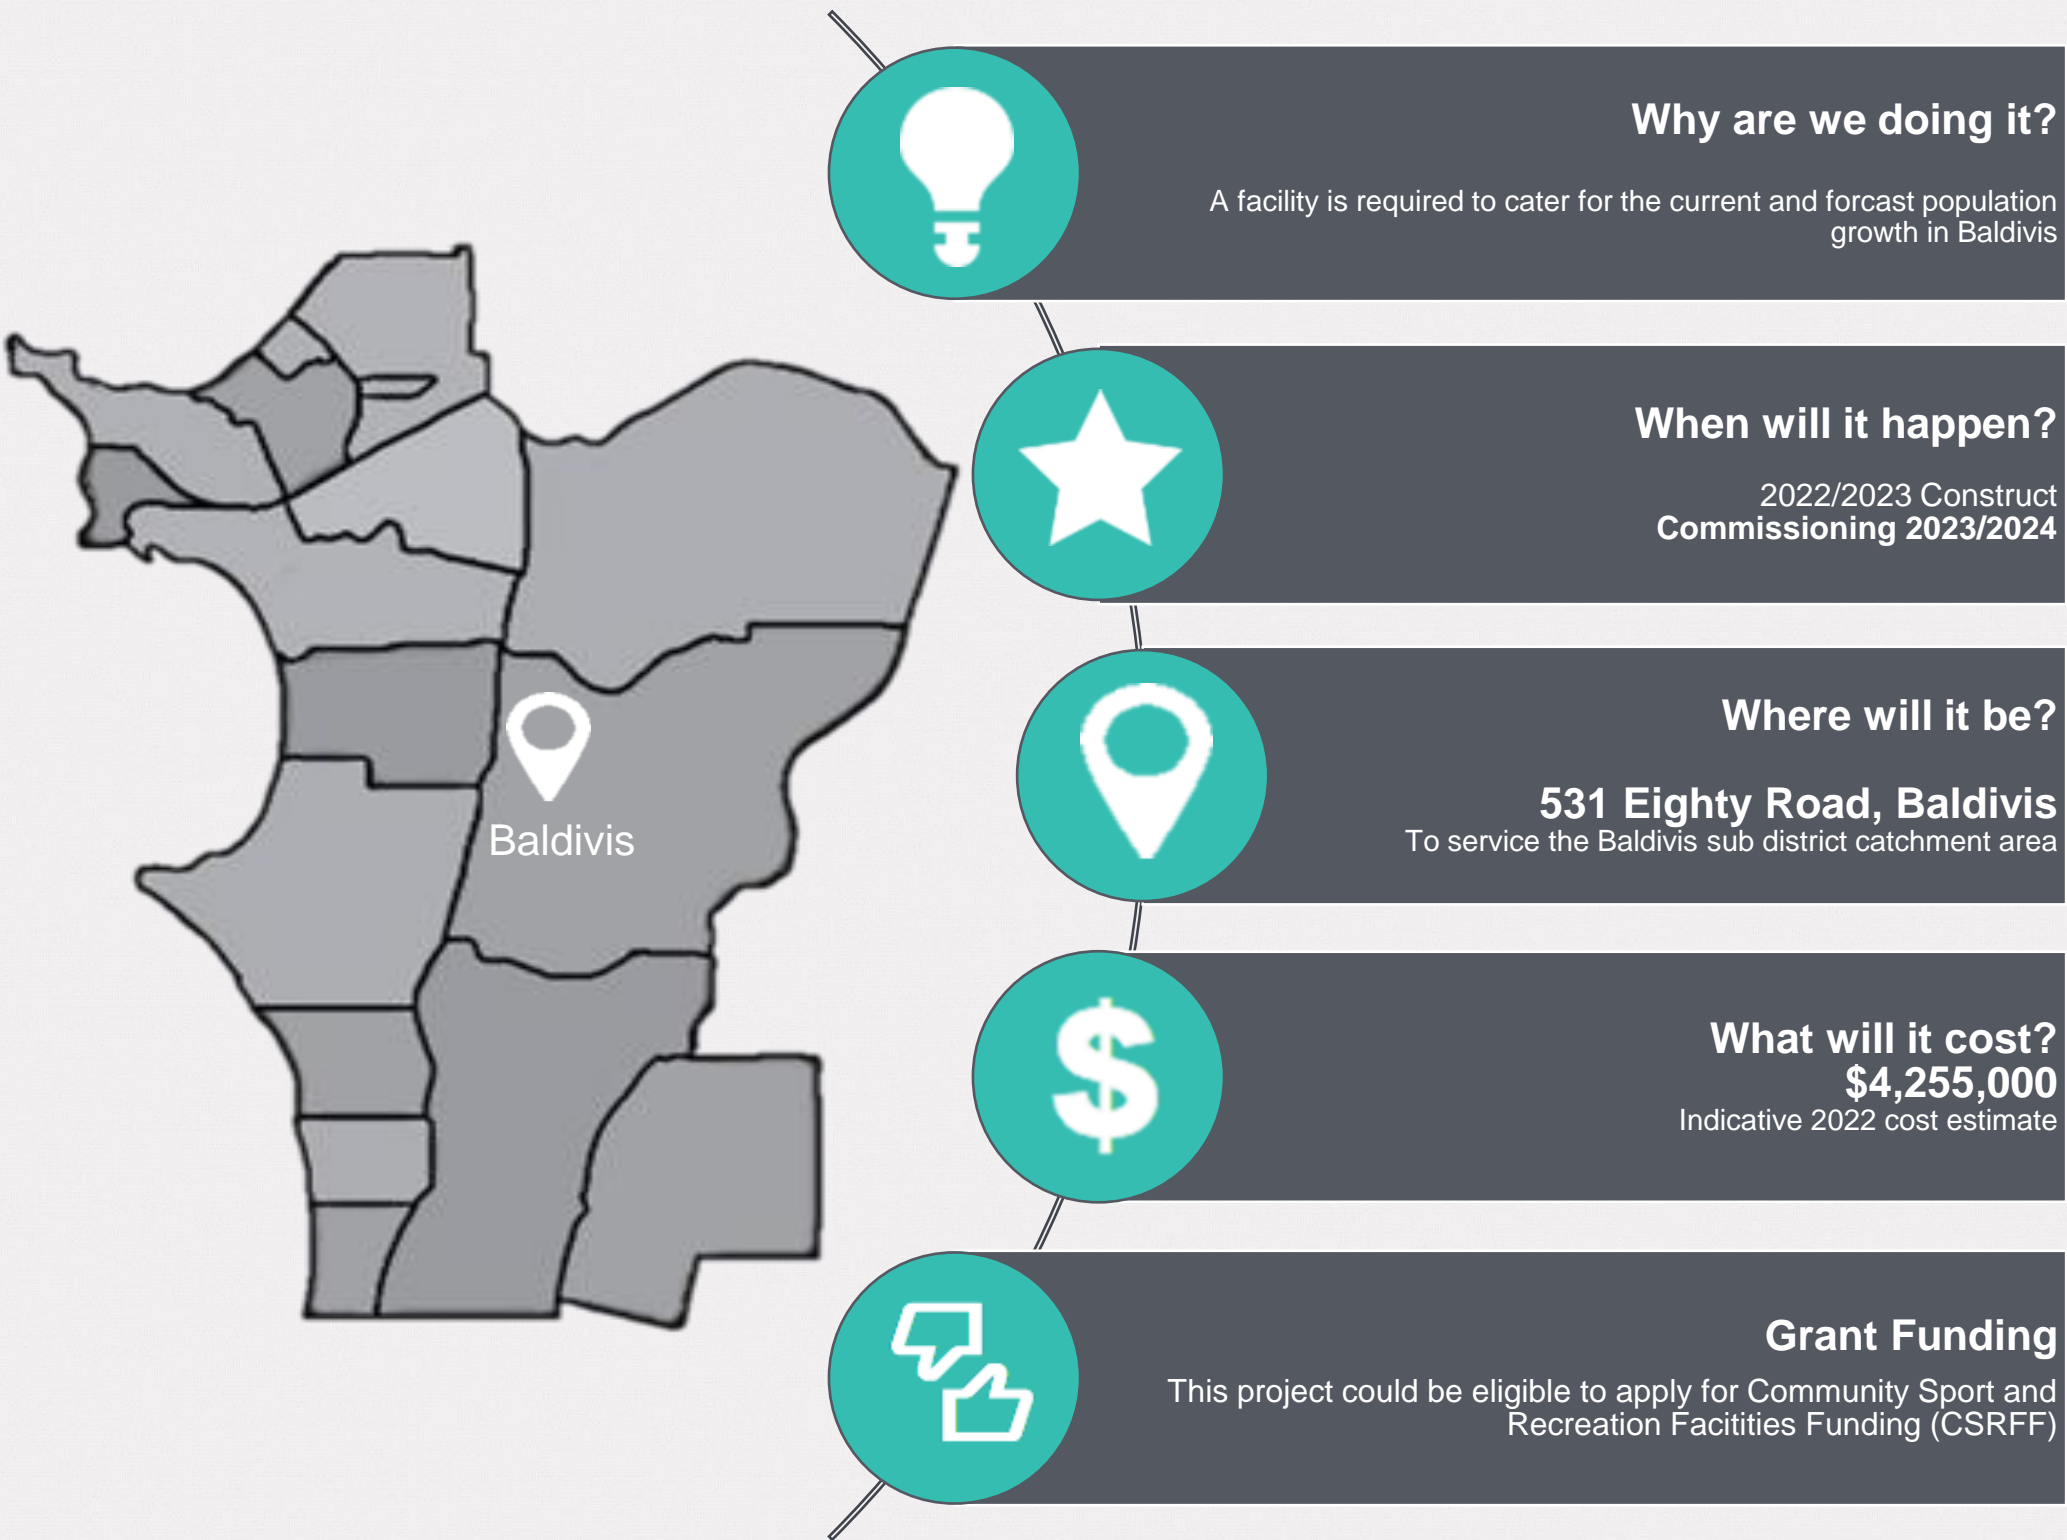 Why are we doing it?
A facility is required to cater for the current and forcast population
growth in Baldivis
When will it happen?
2022/2023 Construct
Commissioning 2023/2024
Where will it be?
531 Eighty Road, Baldivis
To service the Baldivis sub district catchment area
Baldivis
What will it cost?
$4,255,000
Indicative 2022 cost estimate
Grant Funding
This project could be eligible to apply for Community Sport and
Recreation Facitities Funding (CSRFF)